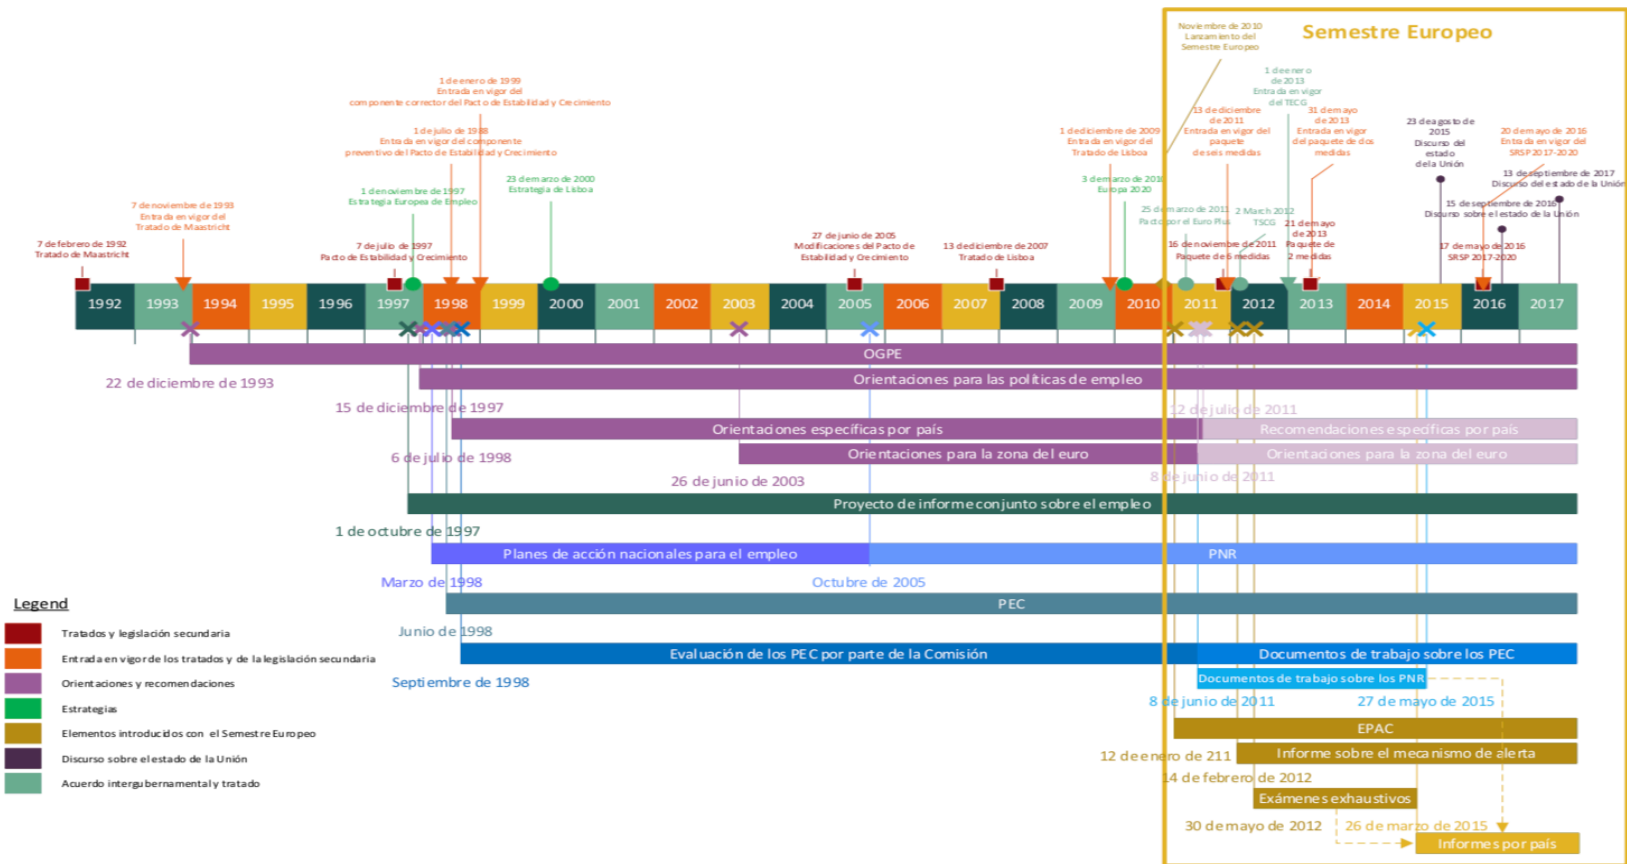 Noviembre de 2010
Lanzamiento del
Semestre Europeo
Semestre Europeo
1 de enero de 1999
Entrada en vigor del
componente corrector del Pacto de Estabilidad y Crecimiento
1 de enero
de 2013
Entrada en vigor
del TECG
1 de julio de 1988
Entrada en vigor del componente
preventivo del Pacto de Estabilidad y Crecimiento
1 de diciembre de 2009
Entrada en vigor del
Tratado de Lisboa
13 de diciembre
de 2011
Entrada en vigor del
paquete
de seis medidas
31 de mayo
de 2013
Entrada en vigor
del paquete de dos
medidas
23 de agosto de
2015
Discurso del
estado
de la Unión
20 de mayo de 2016
Entrada en vigor del
SRSP 2017-2020
23 de marzo de 2000
Estrategia de Lisboa
1 de noviembre de 1997
Estrategia Europea de Empleo
3 de marzo de 2010
Europa 2020
13 de septiembre de 2017
Discurso del estado de la Unión
7 de noviembre de 1993
Entrada en vigor del
Tratado de Maastricht
25 de marzo de 2011
Pacto por el Euro Plus
2 March 2012
TSCG
15 de septiembre de 2016
Discurso sobre el estado de la Unión
7 de febrero de 1992
Tratado de Maastricht
7 de julio de 1997
Pacto de Estabilidad y Crecimiento
27 de junio de 2005
Modificaciones del Pacto de
Estabilidad y Crecimiento
13 de diciembre de 2007
Tratado de Lisboa
16 de noviembre de 2011
Paquete de 6 medidas
21 de mayo
de 2013
Paquete de
2 medidas
17 de mayo de 2016
SRSP 2017-2020
1992 1993 1994 1995 1996 1997 1998 1999 2000 2001 2002 2003 2004 2005 2006 2007 2008 2009 2010 2011 2012 2013 2014 2015 2016 2017
OGPE
22 de diciembre de 1993
Orientaciones para las políticas de empleo
15 de diciembre de 1997
12 de julio de 2011
Orientaciones específicas por país
Recomendaciones específicas por país
6 de julio de 1998
Orientaciones para la zona del euro
Orientaciones para la zona del euro
26 de junio de 2003
8 de junio de 2011
Proyecto de informe conjunto sobre el empleo
1 de octubre de 1997
Planes de acción nacionales para el empleo
PNR
Marzo de 1998
Octubre de 2005
PEC
Junio de 1998
Evaluación de los PEC por parte de la Comisión
Documentos de trabajo sobre los PEC
Septiembre de 1998
Documentos de trabajo sobre los PNR
8 de junio de 2011
27 de mayo de 2015
EPAC
12 de enero de 211
Informe sobre el mecanismo de alerta
14 de febrero de 2012
Exámenes exhaustivos
30 de mayo de 2012
26 de marzo de 2015
Informes por país
Legend
Tratados y legislación secundaria
Entrada en vigor de los tratados y de la legislación secundaria
Orientaciones y recomendaciones
Estrategias
Elementos introducidos con el Semestre Europeo
Discurso sobre el estado de la Unión
Acuerdo intergubernamental y tratado